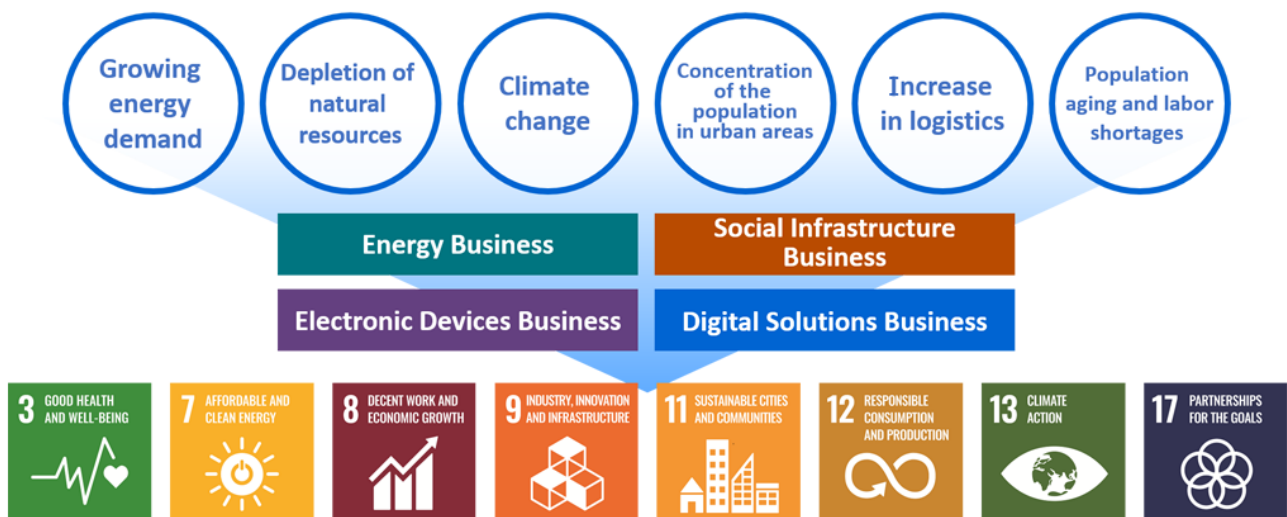 Growing
energy
demand
Depletion of
natural
resources
Climate
change
Concentration
of the
population
in urban areas
Increase
in logistics
Population
aging and labor
shortages
Energy Business
Social Infrastructure
Business
Electronic Devices Business
Digital Solutions Business
3 GOOD HEALTH
AND WELL-BEING
7 AFFORDABLE AND
CLEAN ENERGY
8 DECENT WORK AND
ECONOMIC GROWTH
9 INDUSTRY, INNOVATION
AND INFRASTRUCTURE
11 SUSTAINABLE CITIES
AND COMMUNITIES
12 RESPONSIBLE
CONSUMPTION
AND PRODUCTION
13 CLIMATE
ACTION
17 PARTNERSHIPS
FOR THE GOALS